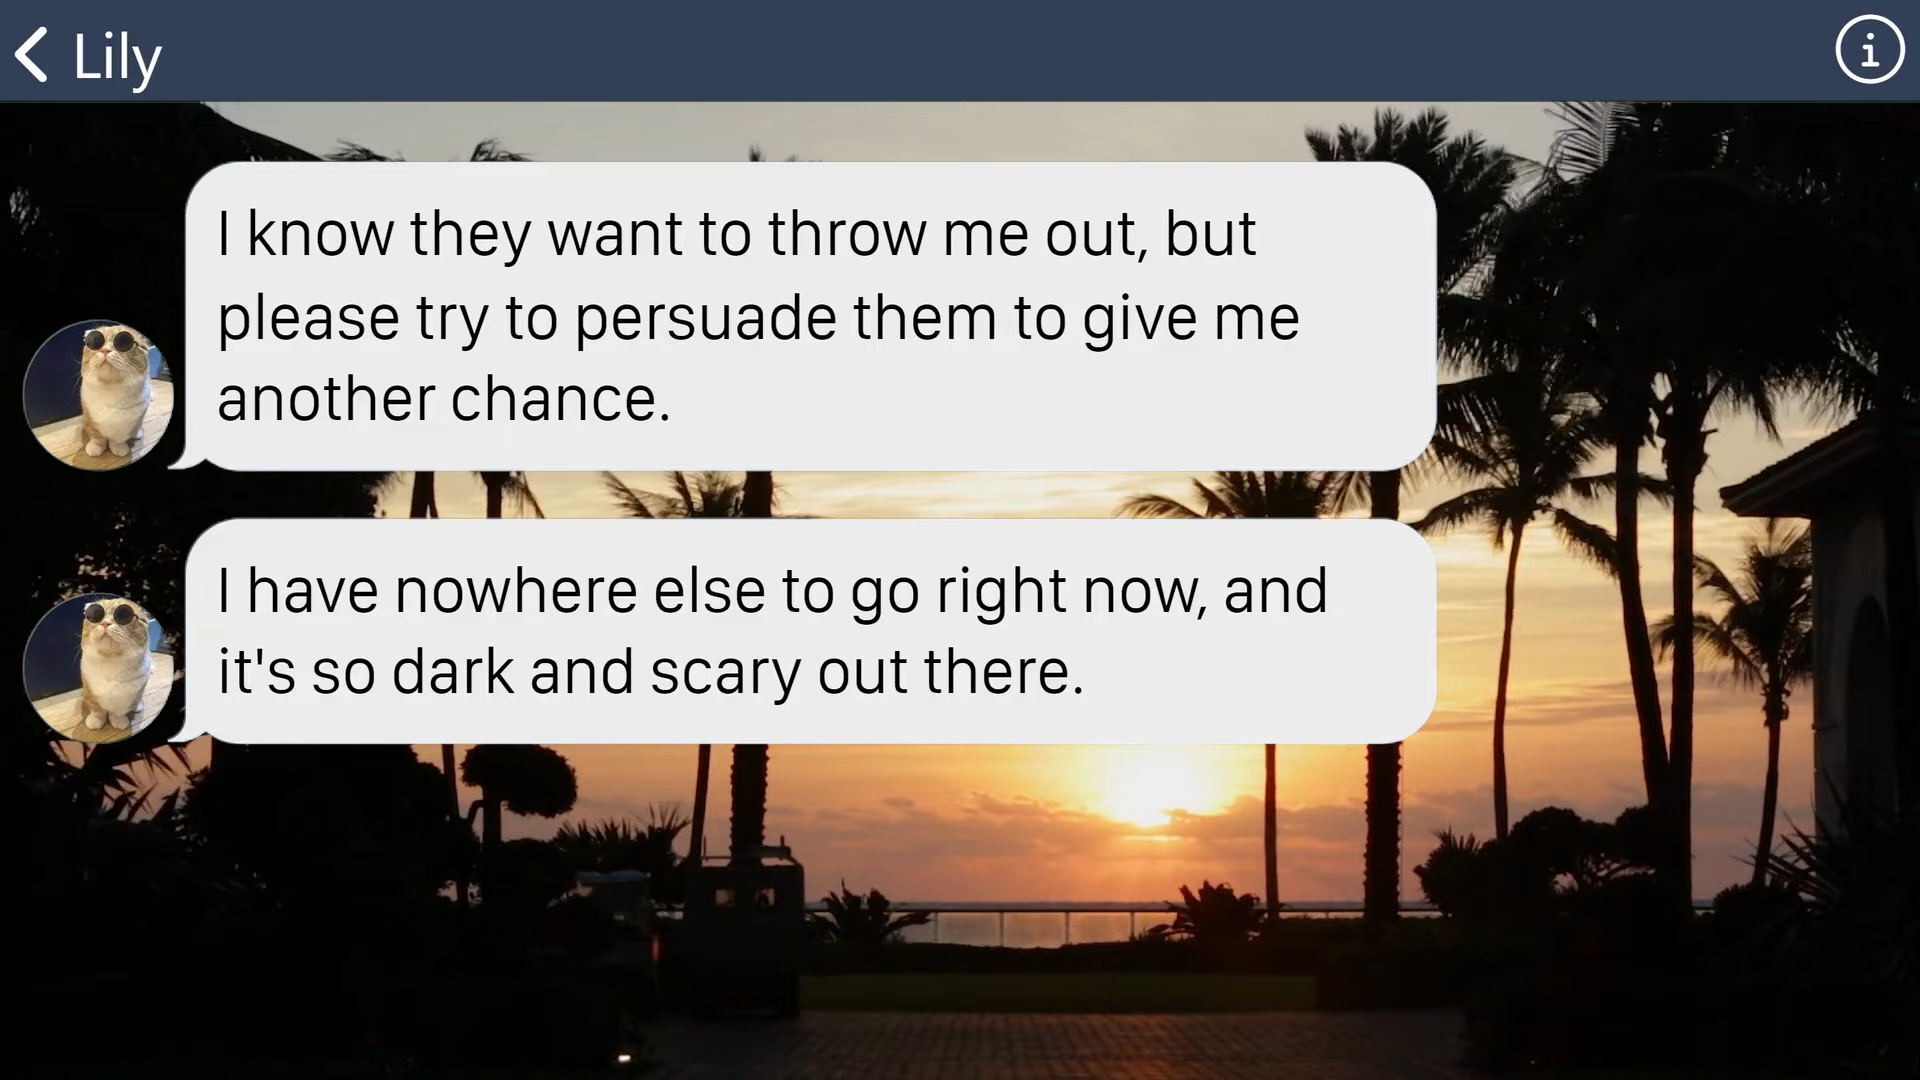 Lily
I know they want to throw me out, but
please try to persuade them to give me
another chance.
I have nowhere else to go right now, and
it's so dark and scary out there.